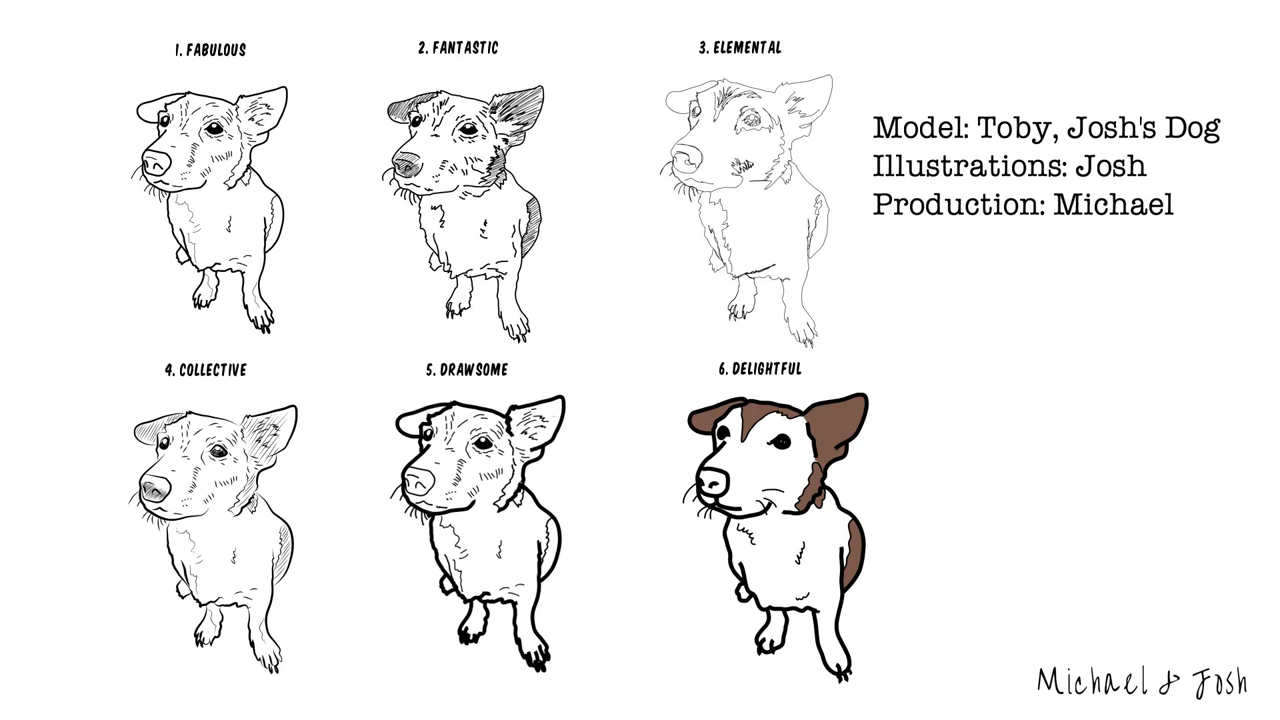 1. FABULOUS
2. FANTASTIC
3. ELEMENTAL
Model: Toby, Josh's Dog
Illustrations: Josh
Production: Michael
4. COLLECTIVE
5. DRAWSOME
6. DELIGHTFUL
Michael & Josh